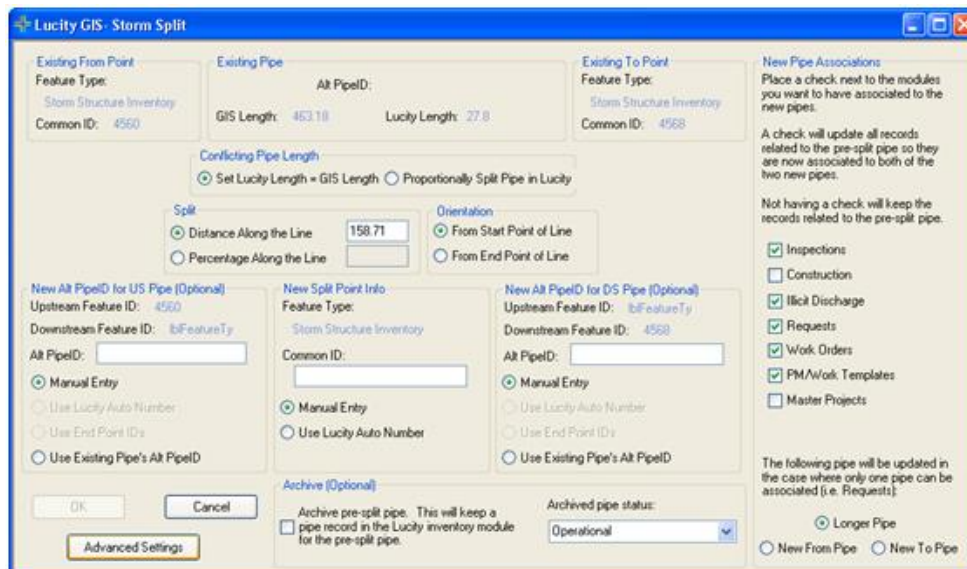 Lucity GIS- Storm Split
Existing From Point
Feature Type:
Storm Structure Inventory
Common ID: 4560
Existing Pipe
Alt PipeID:
GIS Length: 463.18 Lucity Length: 27.8
Existing To Point
Feature Type:
Storm Structure Inventory
Common ID: 4568
Conflicting Pipe Length
Set Lucity Length = GIS Length Proportionally Split Pipe in Lucity
Split
Distance Along the Line 158.71
Percentage Along the Line
Orientation
From Start Point of Line
From End Point of Line
New Alt PipeID for US Pipe (Optional)
Upstream Feature ID: 4560
Downstream Feature ID: lblFeatureTy
Alt PipeID:
Manual Entry
Use Lucity Auto Number
Use End Point IDs
Use Existing Pipe's Alt PipeID
New Split Point Info
Feature Type:
Storm Structure Inventory
Common ID:
Manual Entry
Use Lucity Auto Number
New Alt PipeID for DS Pipe (Optional)
Upstream Feature ID: lblFeatureTy
Downstream Feature ID: 4568
Alt PipeID:
Manual Entry
Use Lucity Auto Number
Use End Point IDs
Use Existing Pipe's Alt PipeID
OK
Cancel
Advanced Settings
Archive (Optional)
Archive pre-split pipe. This will keep a
pipe record in the Lucity inventory module
for the pre-split pipe.
Archived pipe status:
Operational
New Pipe Associations
Place a check next to the modules
you want to have associated to the
new pipes.
A check will update all records
related to the pre-split pipe so they
are now associated to both of the
two new pipes.
Not having a check will keep the
records related to the pre-split pipe.
Inspections
Construction
Illicit Discharge
Requests
Work Orders
PM/Work Templates
Master Projects
The following pipe will be updated in
the case where only one pipe can be
associated (i.e. Requests):
Longer Pipe
New From Pipe New To Pipe